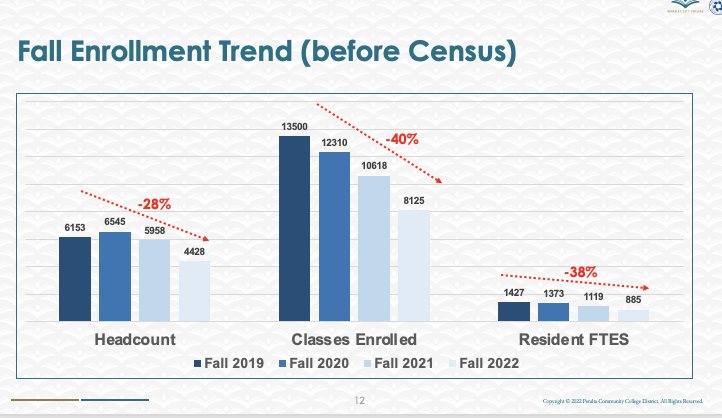 Fall Enrollment Trend (before Census)
13500
-40%
12310
10618
8125
-28%
6153
6545
5958
4428
-38%
1427
1373
1119
885
Headcount
Classes Enrolled
Resident FTES
Fall 2019
Fall 2020
Fall 2021
Fall 2022
12
Copyright © 2022 Peralta Community College District. All Rights Reserved.